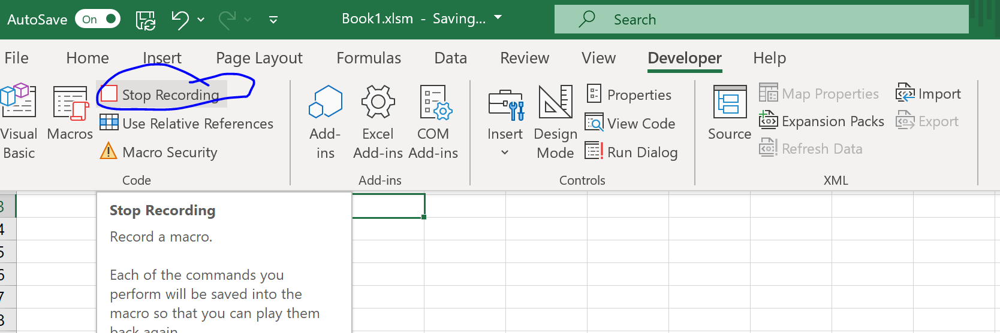 AutoSave On Book1.xlsm - Saving... Search
File Home Insert Page Layout Formulas Data Review View Developer Help
Visual Basic
Macros
Stop Recording
Use Relative References
Macro Security
Code
Add-ins
Excel Add-ins
COM Add-ins
Add-ins
Insert
Design Mode
Properties
View Code
Run Dialog
Controls
Source
Map Properties
Expansion Packs
Refresh Data
Import
Export
XML
Stop Recording
Record a macro.
Each of the commands you
perform will be saved into the
macro so that you can play them
back again
3
4
5
6
7
8